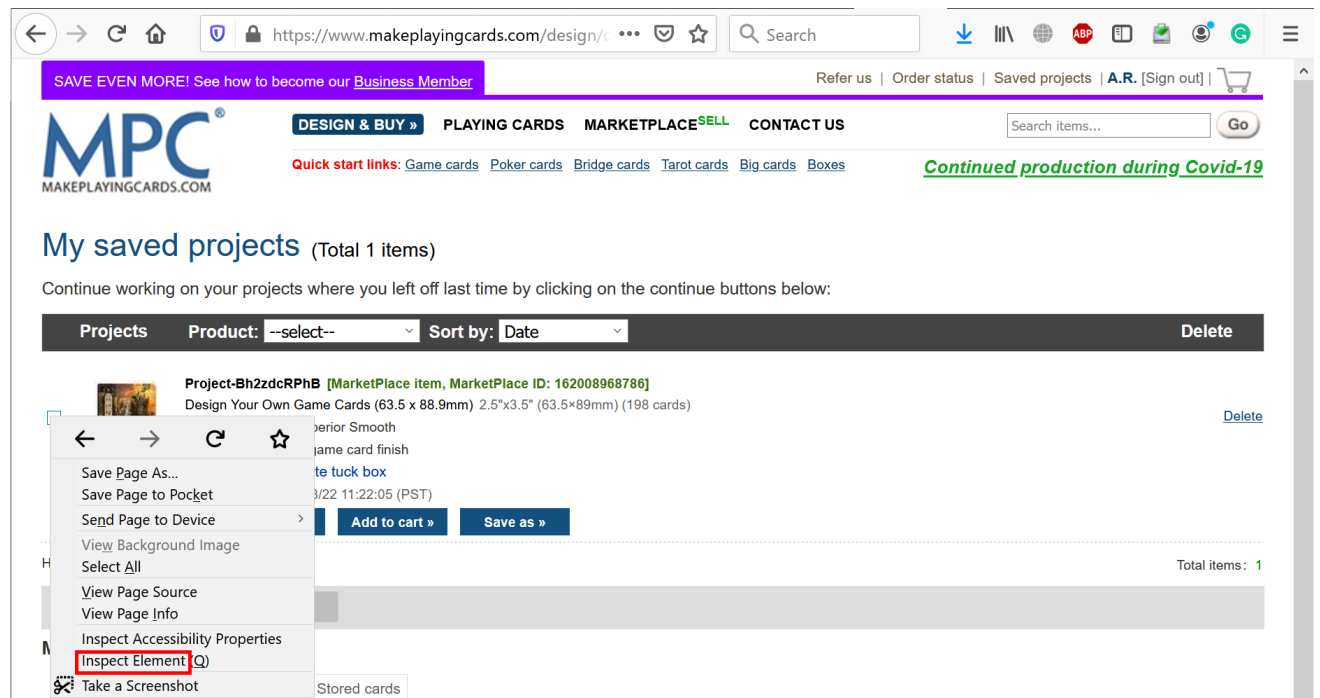 https://www.makeplayingcards.com/design/
Search
ABP
SAVE EVEN MORE! See how to become our Business Member
Refer us | Order status | Saved projects | A.R. [Sign out] |
MPC®
MAKEPLAYINGCARDS.COM
DESIGN & BUY » PLAYING CARDS MARKETPLACE SELL CONTACT US
Search items...
Go
Quick start links: Game cards Poker cards Bridge cards Tarot cards Big cards Boxes
Continued production during Covid-19
My saved projects (Total 1 items)
Continue working on your projects where you left off last time by clicking on the continue buttons below:
Projects Product: --select-- Sort by: Date Delete
Project-Bh2zdcRPhB [MarketPlace item, MarketPlace ID: 162008968786]
Design Your Own Game Cards (63.5 x 88.9mm) 2.5"x3.5" (63.5×89mm) (198 cards)
Delete
erior Smooth
game card finish
te tuck box
/22 11:22:05 (PST)
Add to cart » Save as »
Total items: 1
Stored cards
Save Page As...
Save Page to Pocket
Send Page to Device
View Background Image
Select All
View Page Source
View Page Info
Inspect Accessibility Properties
Inspect Element (Q)
Take a Screenshot